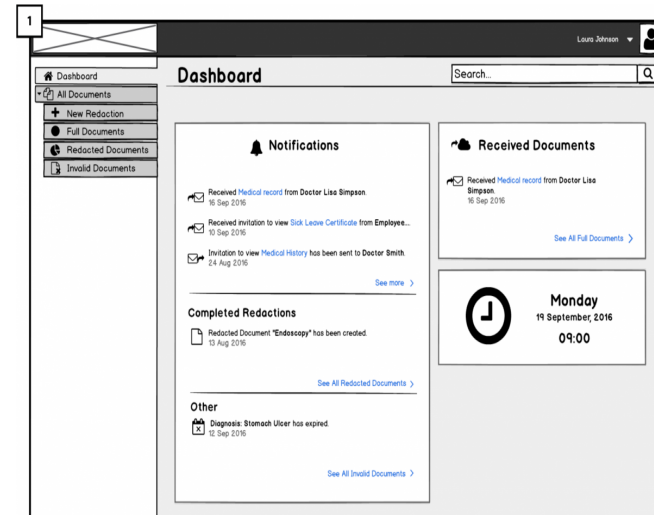 1
Laura Johnson
Dashboard
All Documents
New Redaction
Full Documents
Redacted Documents
Invalid Documents
Dashboard
Search...
Notifications
Received Medical record from Doctor Lisa Simpson.
16 Sep 2016
Received invitation to view Sick Leave Certificate from Employee...
10 Sep 2016
Invitation to view Medical History has been sent to Doctor Smith.
24 Aug 2016
See more >
Completed Redactions
Redacted Document "Endoscopy" has been created.
13 Aug 2016
See All Redacted Documents >
Other
Diagnosis: Stomach Ulcer has expired.
12 Sep 2016
See All Invalid Documents >
Received Documents
Received Medical record from Doctor Lisa
Simpson.
16 Sep 2016
See All Full Documents >
Monday
19 September, 2016
09:00